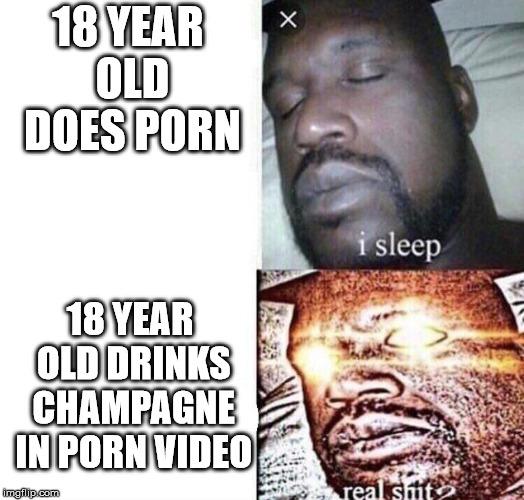 18 YEAR
OLD
DOES PORN
i sleep
18 YEAR
OLD DRINKS
CHAMPAGNE
IN PORN VIDEO
real shit?
imgflip.com